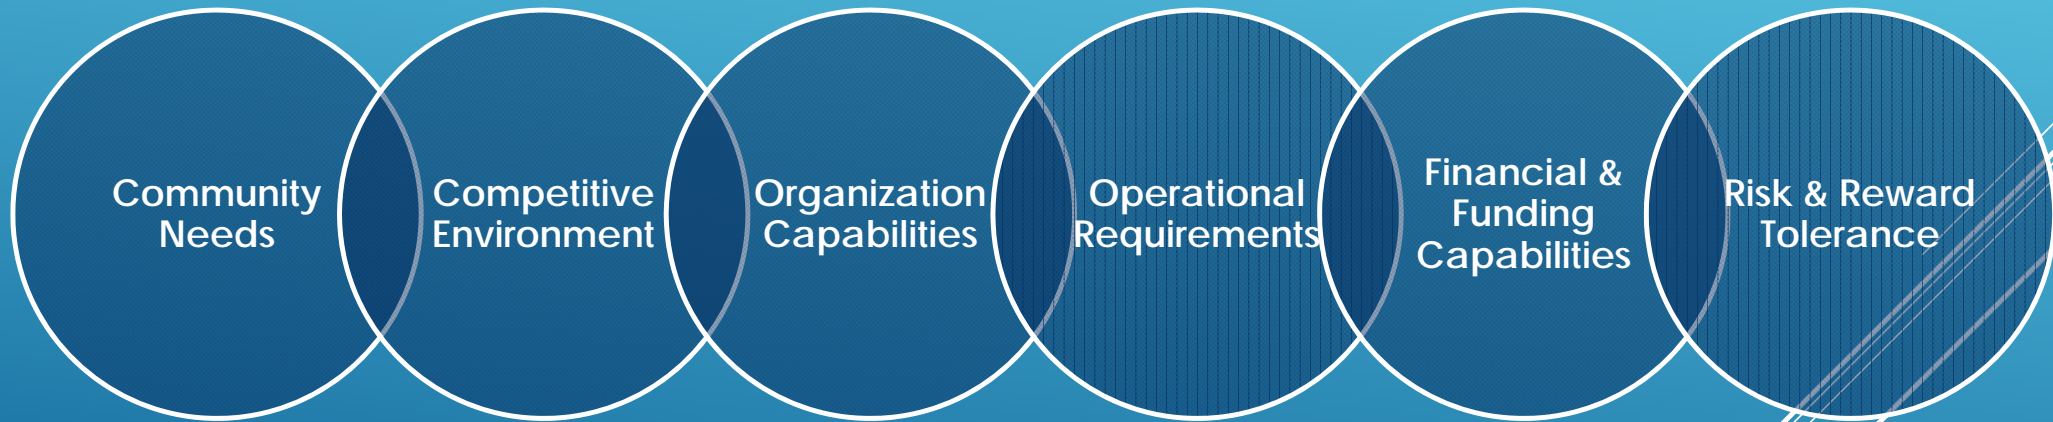 Community
Needs
Competitive
Environment
Organization
Capabilities
Operational
Requirements
Financial &
Funding
Capabilities
Risk & Reward
Tolerance